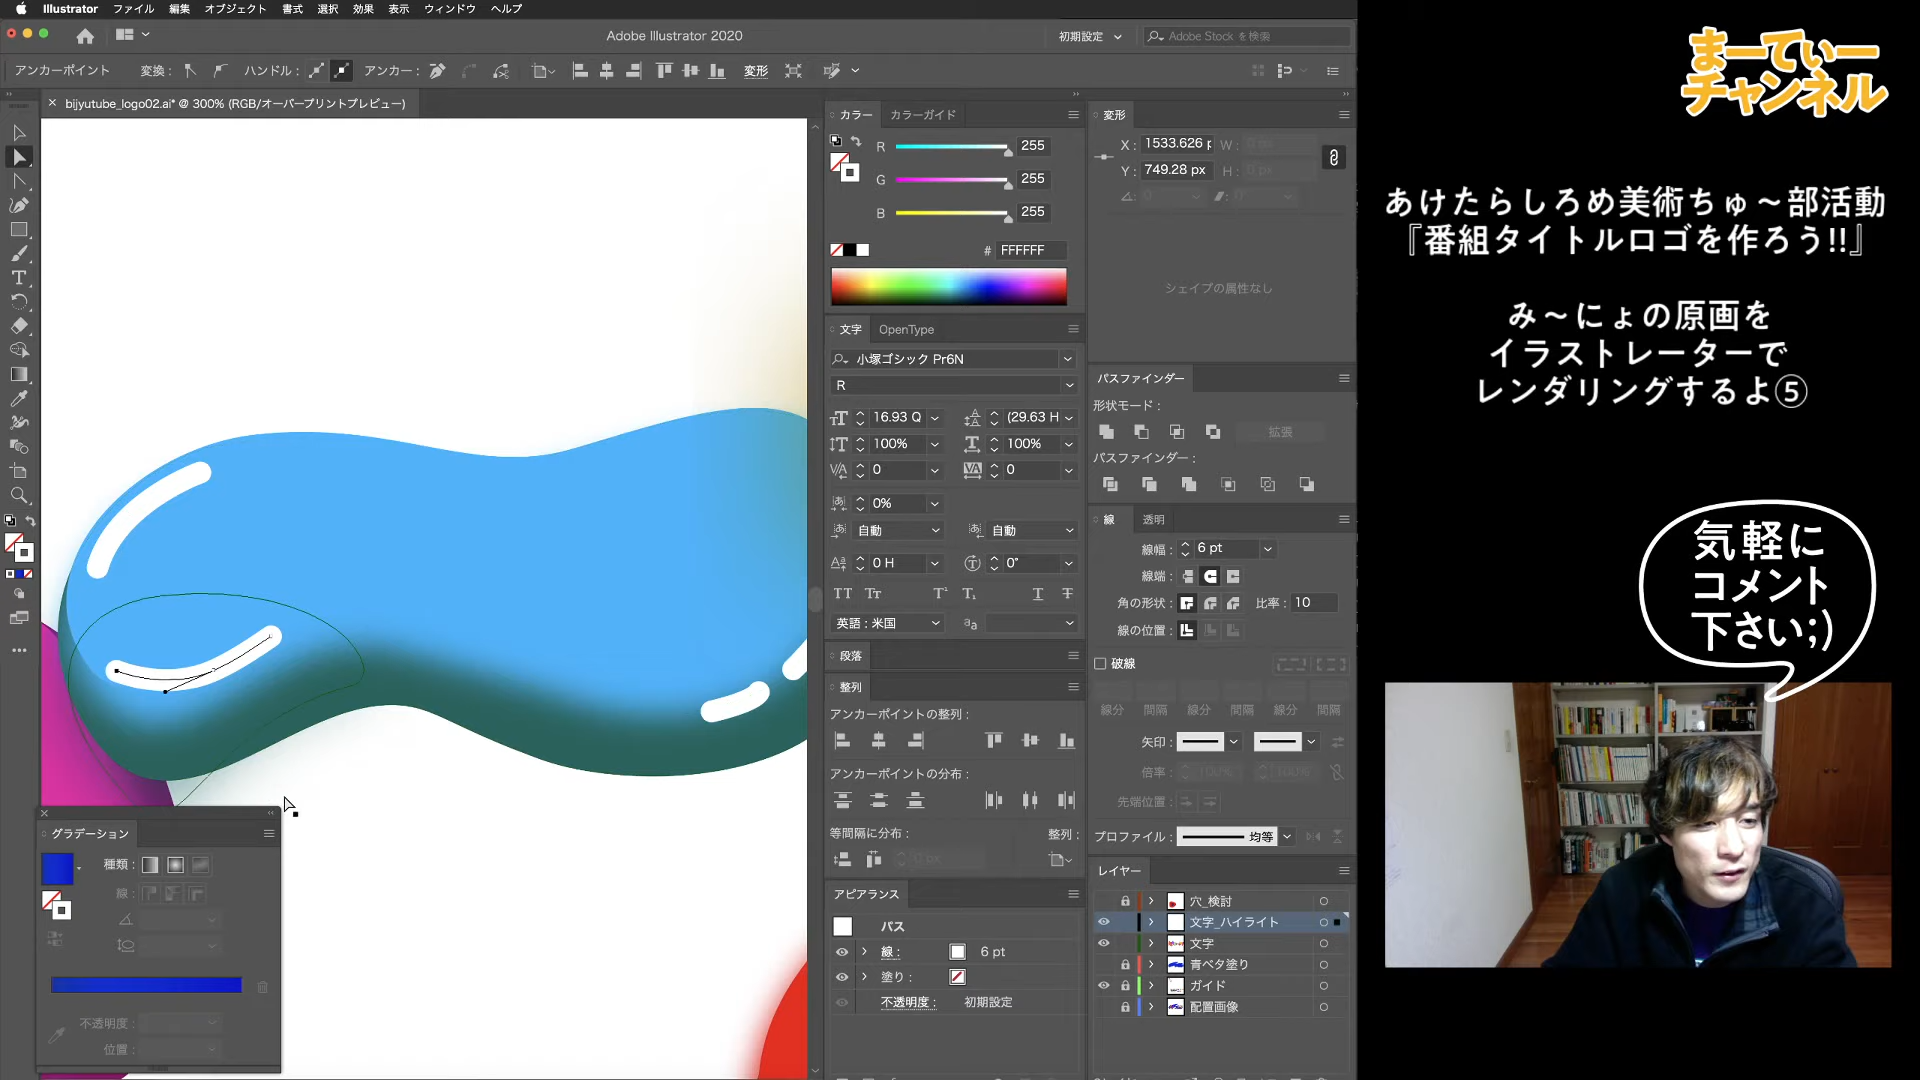 Illustrator ファイル 編集 オブジェクト 書式 選択 効果 表示 ウィンドウ ヘルプ
Adobe Illustrator 2020
初期設定
Adobe Stock を検索
アンカーポイント 変換： ハンドル： アンカー： 変形
bijyutube_logo02.ai* @ 300% (RGB/オーバープリントプレビュー)
カラー カラーガイド
R 255
G 255
B 255
# FFFFFF
文字 OpenType
小塚ゴシック Pr6N
R
16.93 Q (29.63 H
100% 100%
0 0
0%
自動 自動
0 H 0°
英語：米国
段落
整列
アンカーポイントの整列：
アンカーポイントの分布：
等間隔に分布： 整列：
0 px
アピアランス
パス
線： 6 pt
塗り：
不透明度： 初期設定
変形
X： 1533.626 p W： 0 px
Y： 749.28 px H： 0 px
シェイプの属性なし
パスファインダー
形状モード：
拡張
パスファインダー：
線 透明
線幅： 6 pt
線端：
角の形状： 比率： 10
線の位置：
破線
線分 間隔 線分 間隔 線分 間隔
矢印：
倍率： 100% 100%
先端位置：
プロファイル： 均等
レイヤー
穴_検討
文字_ハイライト
文字
青ベタ塗り
ガイド
配置画像
グラデーション
種類：
線：
不透明度：
位置：
まーてぃー
チャンネル
あけたらしろめ美術ちゅ～部活動
『番組タイトルロゴを作ろう!!』
み～にょの原画を
イラストレーターで
レンダリングするよ⑤
気軽に
コメント
下さい;)